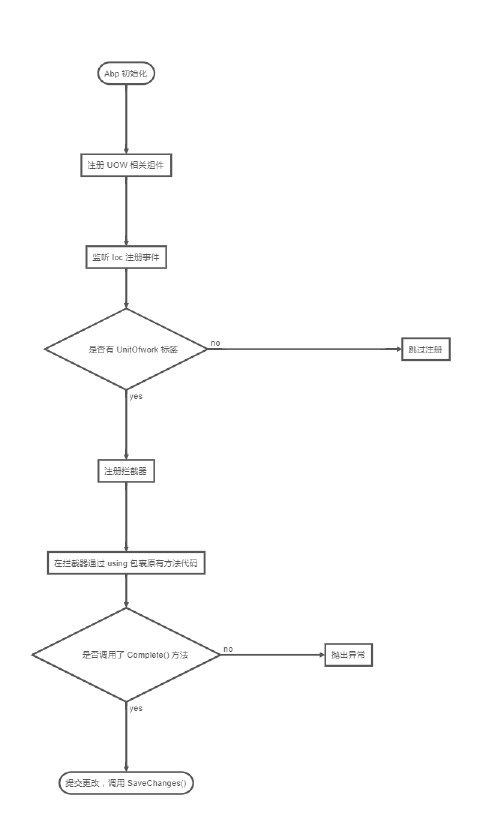 Abp 初始化
注册 UOW 相关组件
监听 Ioc 注册事件
是否有 UnitOfwork 标签
no
跳过注册
yes
注册拦截器
在拦截器通过 using 包裹原有方法代码
是否调用了 Complete() 方法
no
抛出异常
yes
提交更改，调用 SaveChanges()